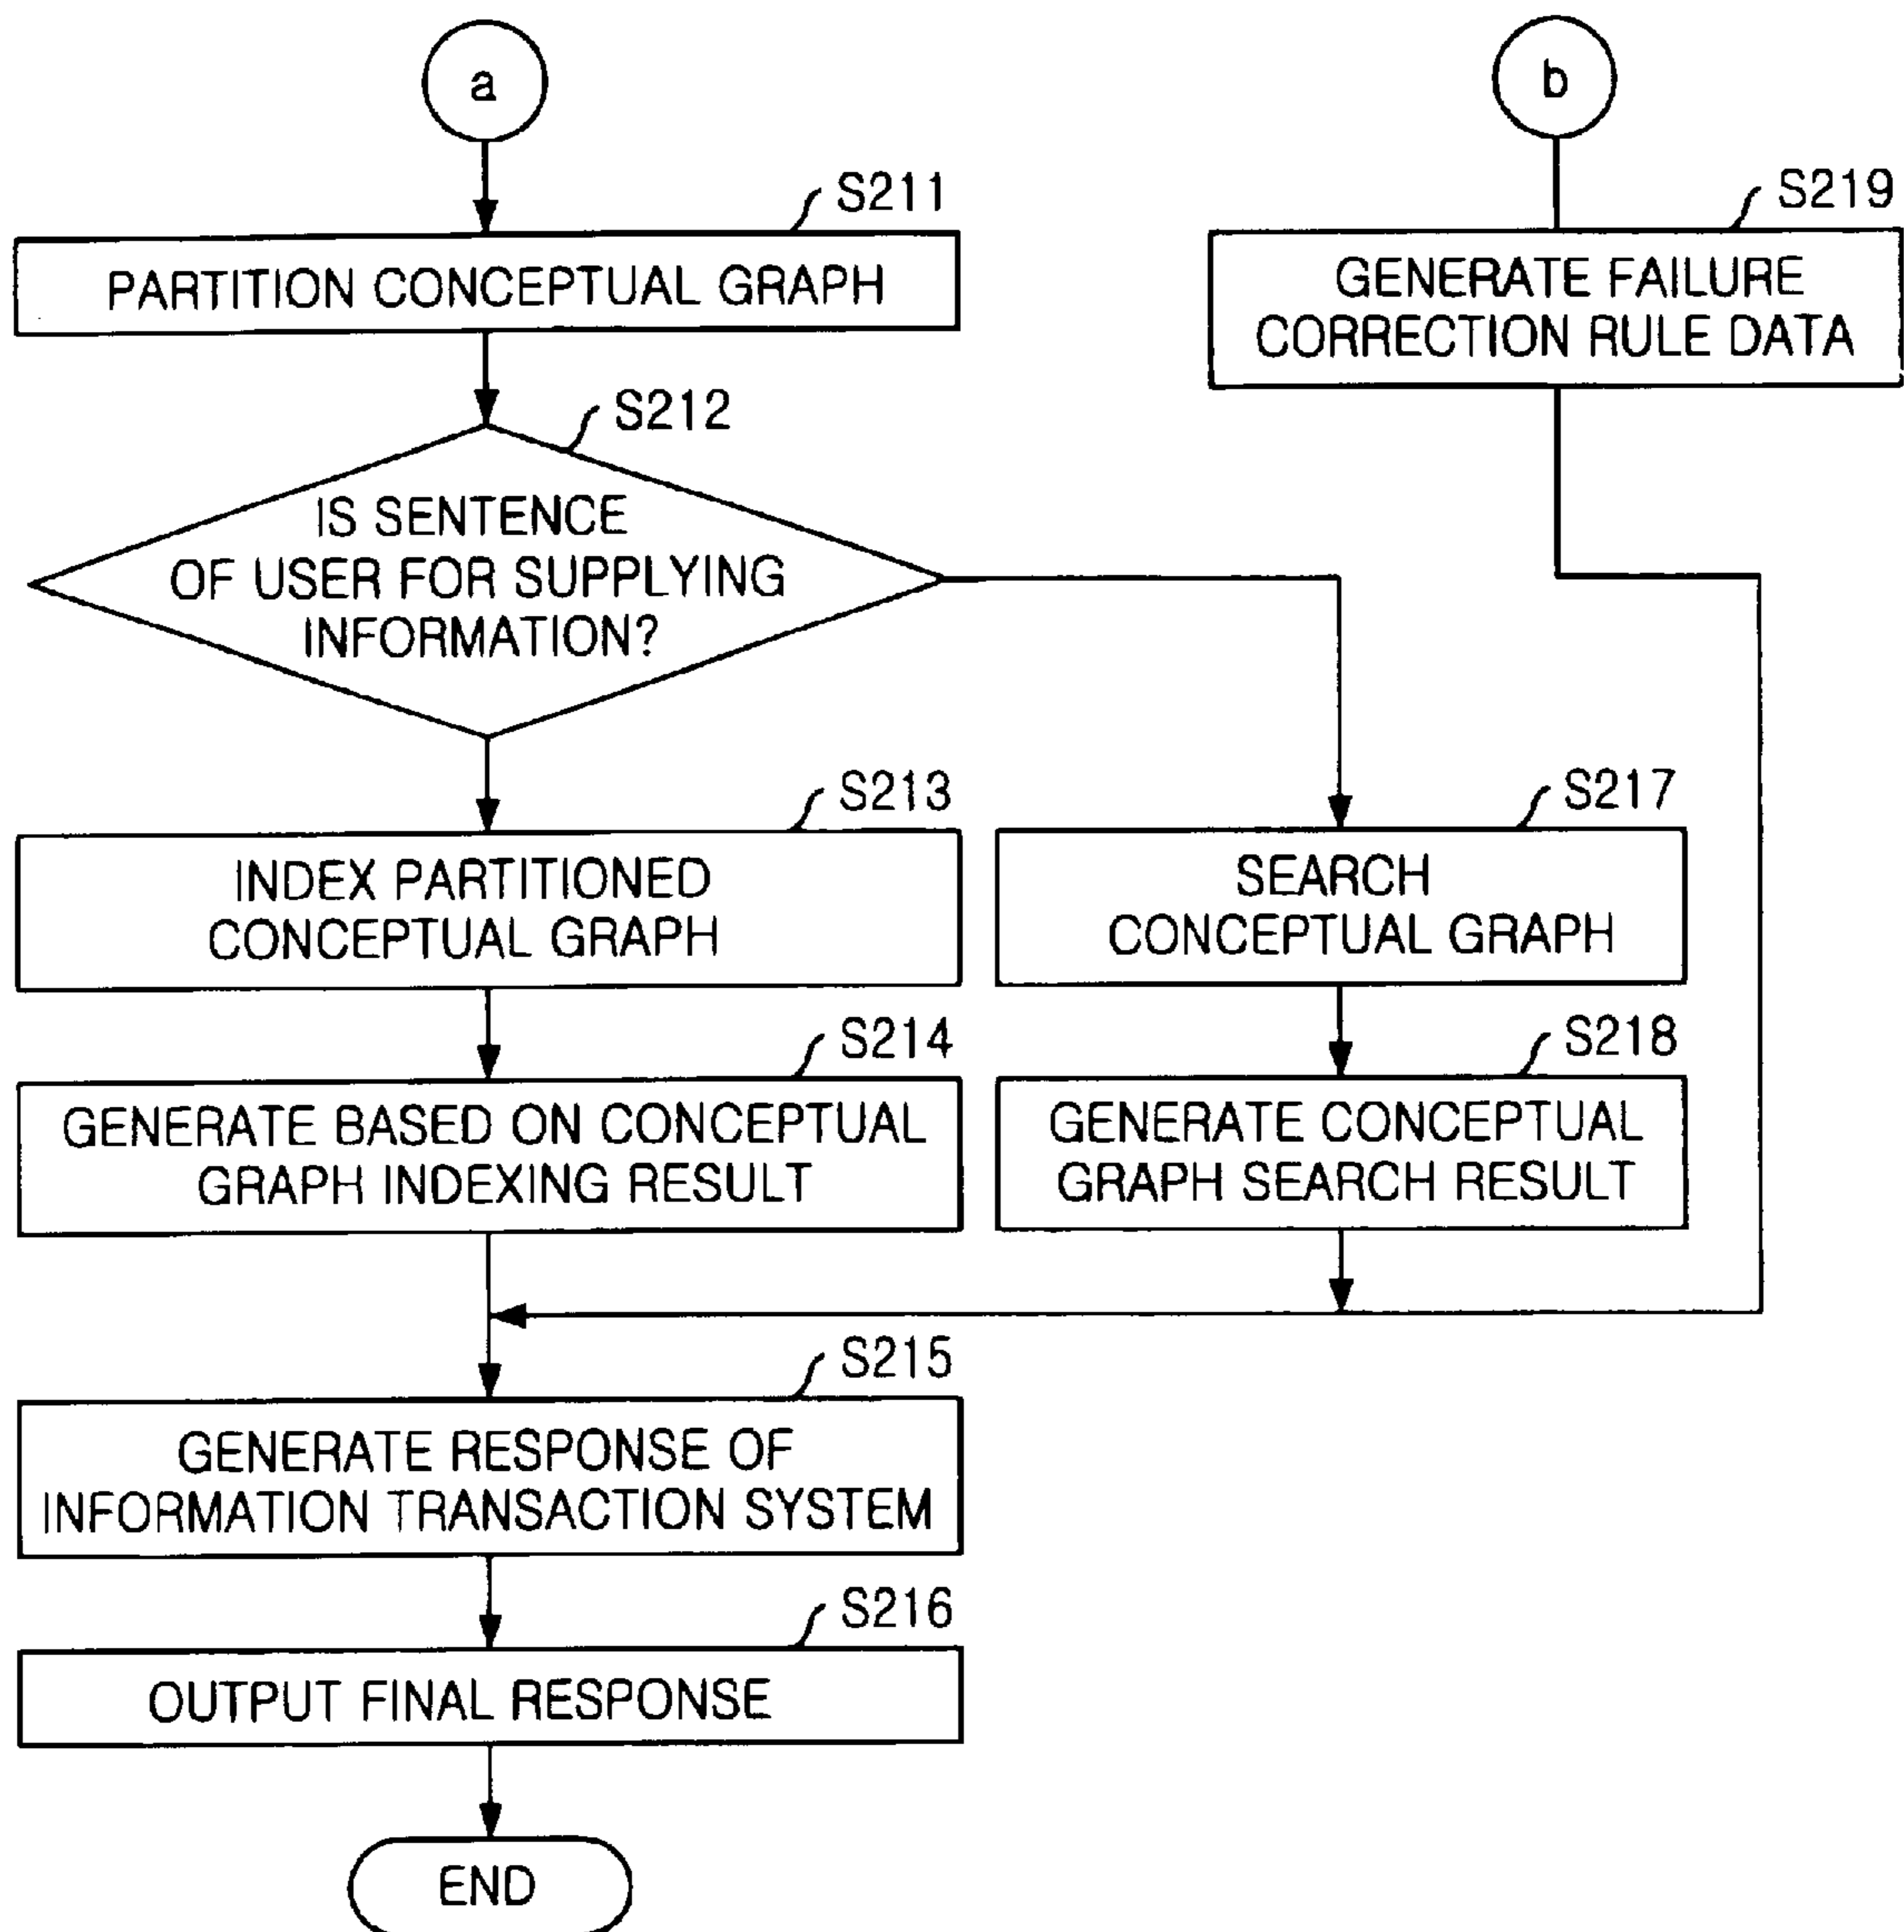 a
b
S211
PARTITION CONCEPTUAL GRAPH
S219
GENERATE FAILURE
CORRECTION RULE DATA
S212
IS SENTENCE
OF USER FOR SUPPLYING
INFORMATION?
S213
INDEX PARTITIONED
CONCEPTUAL GRAPH
S217
SEARCH
CONCEPTUAL GRAPH
S214
GENERATE BASED ON CONCEPTUAL
GRAPH INDEXING RESULT
S218
GENERATE CONCEPTUAL
GRAPH SEARCH RESULT
S215
GENERATE RESPONSE OF
INFORMATION TRANSACTION SYSTEM
S216
OUTPUT FINAL RESPONSE
END